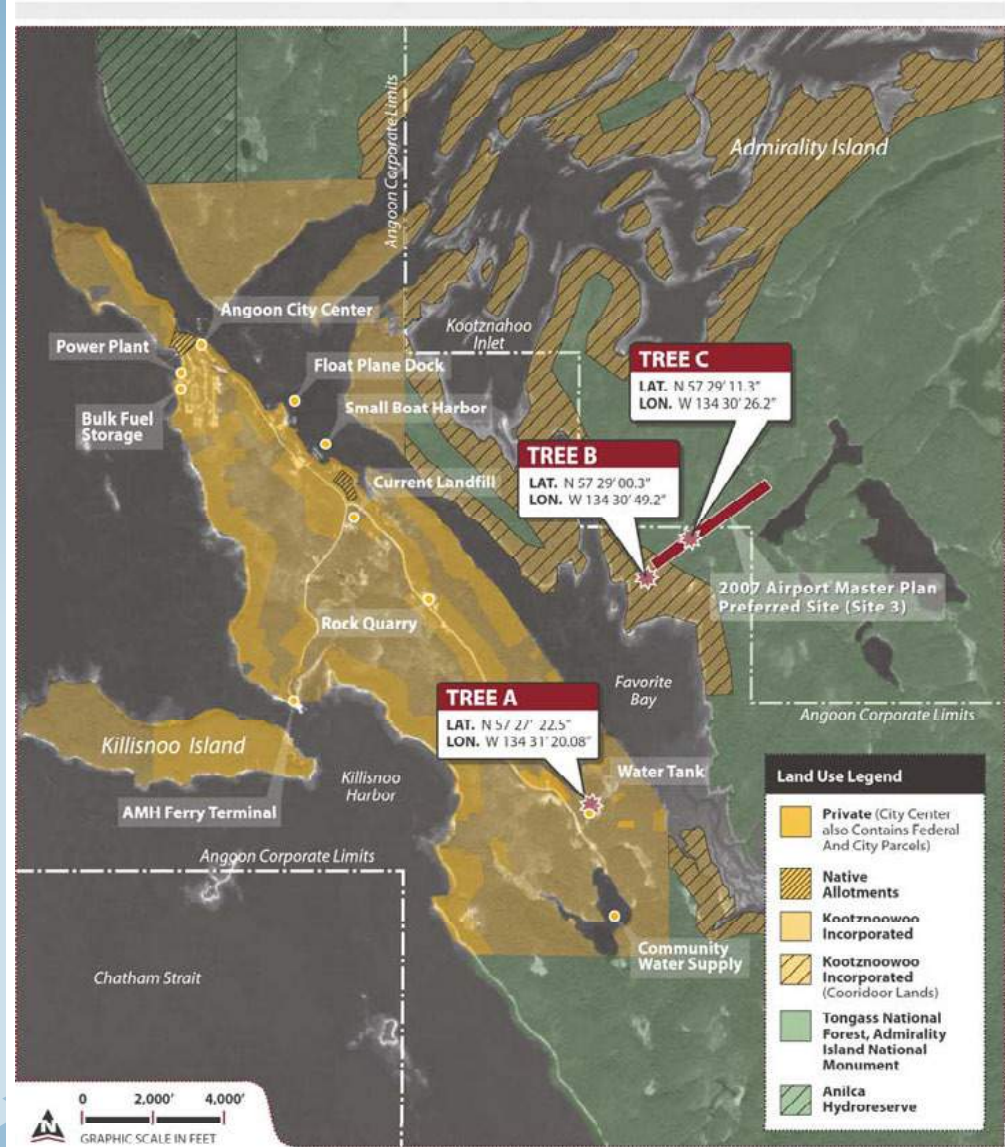 Angoon Corporate Limits
Admirality Island
Angoon City Center
Power Plant
Kootznahoo
Inlet
TREE C
LAT. N 57 29' 11.3"
LON. W 134 30' 26.2"
Float Plane Dock
Bulk Fuel
Storage
Small Boat Harbor
TREE B
LAT. N 57 29' 00.3"
LON. W 134 30' 49.2"
Current Landfill
2007 Airport Master Plan
Preferred Site (Site 3)
Rock Quarry
TREE A
LAT. N 57 27' 22.5"
LON. W 134 31' 20.08"
Favorite
Bay
Angoon Corporate Limits
Killisnoo Island
Killisnoo
Harbor
Water Tank
AMH Ferry Terminal
Angoon Corporate Limits
Community
Water Supply
Chatham Strait
Land Use Legend
Private (City Center
also Contains Federal
And City Parcels)
Native
Allotments
Kootznoowoo
Incorporated
Kootznoowoo
Incorporated
(Cooridoor Lands)
Tongass National
Forest, Admirality
Island National
Monument
Anilca
Hydroreserve
N
0 2,000' 4,000'
GRAPHIC SCALE IN FEET